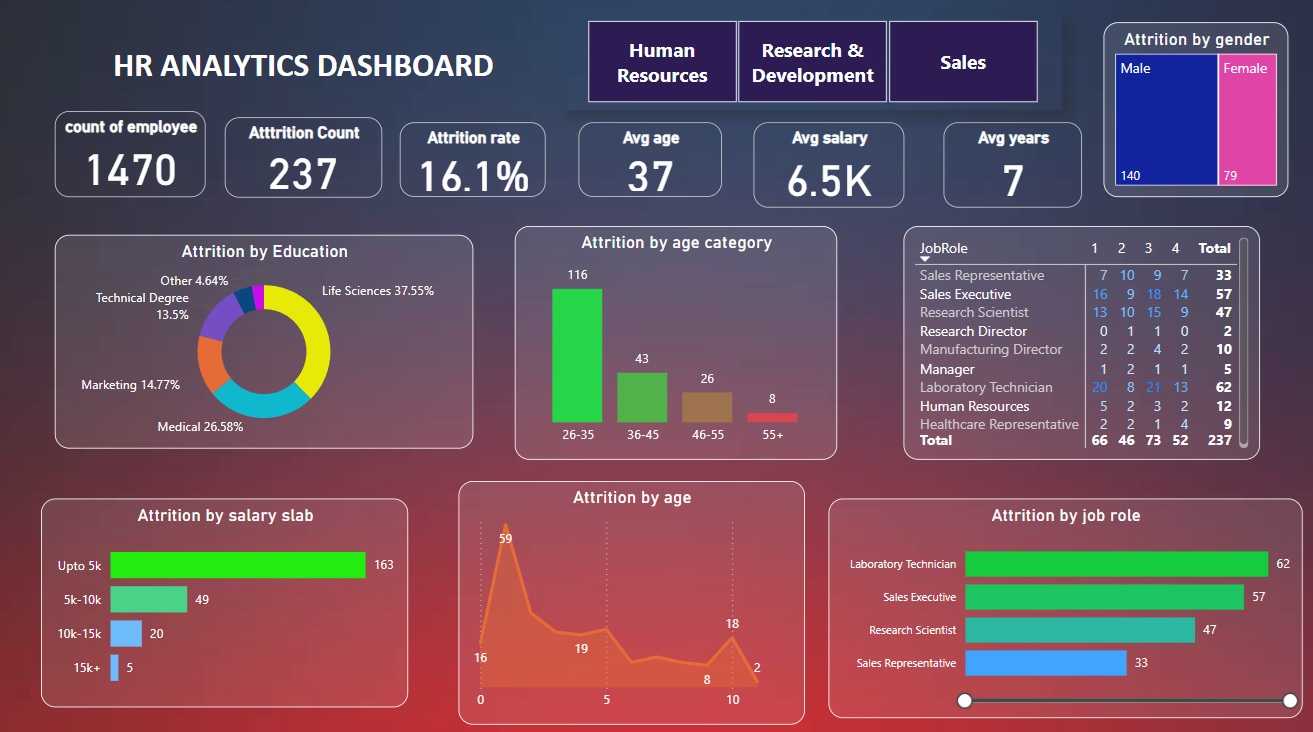 HR ANALYTICS DASHBOARD
Human
Resources
Research &
Development
Sales
Attrition by gender
Male
Female
140
79
count of employee
1470
Atttrition Count
237
Attrition rate
16.1%
Avg age
37
Avg salary
6.5K
Avg years
7
Attrition by Education
Other 4.64%
Technical Degree
13.5%
Life Sciences 37.55%
Marketing 14.77%
Medical 26.58%
Attrition by age category
116
43
26
8
26-35 36-45 46-55 55+
JobRole 1 2 3 4 Total
Sales Representative 7 10 9 7 33
Sales Executive 16 9 18 14 57
Research Scientist 13 10 15 9 47
Research Director 0 1 1 0 2
Manufacturing Director 2 2 4 2 10
Manager 1 2 1 1 5
Laboratory Technician 20 8 21 13 62
Human Resources 5 2 3 2 12
Healthcare Representative 2 2 1 4 9
Total 66 46 73 52 237
Attrition by salary slab
Upto 5k 163
5k-10k 49
10k-15k 20
15k+ 5
Attrition by age
59
16
19
18
8
2
0 5 10
Attrition by job role
Laboratory Technician 62
Sales Executive 57
Research Scientist 47
Sales Representative 33